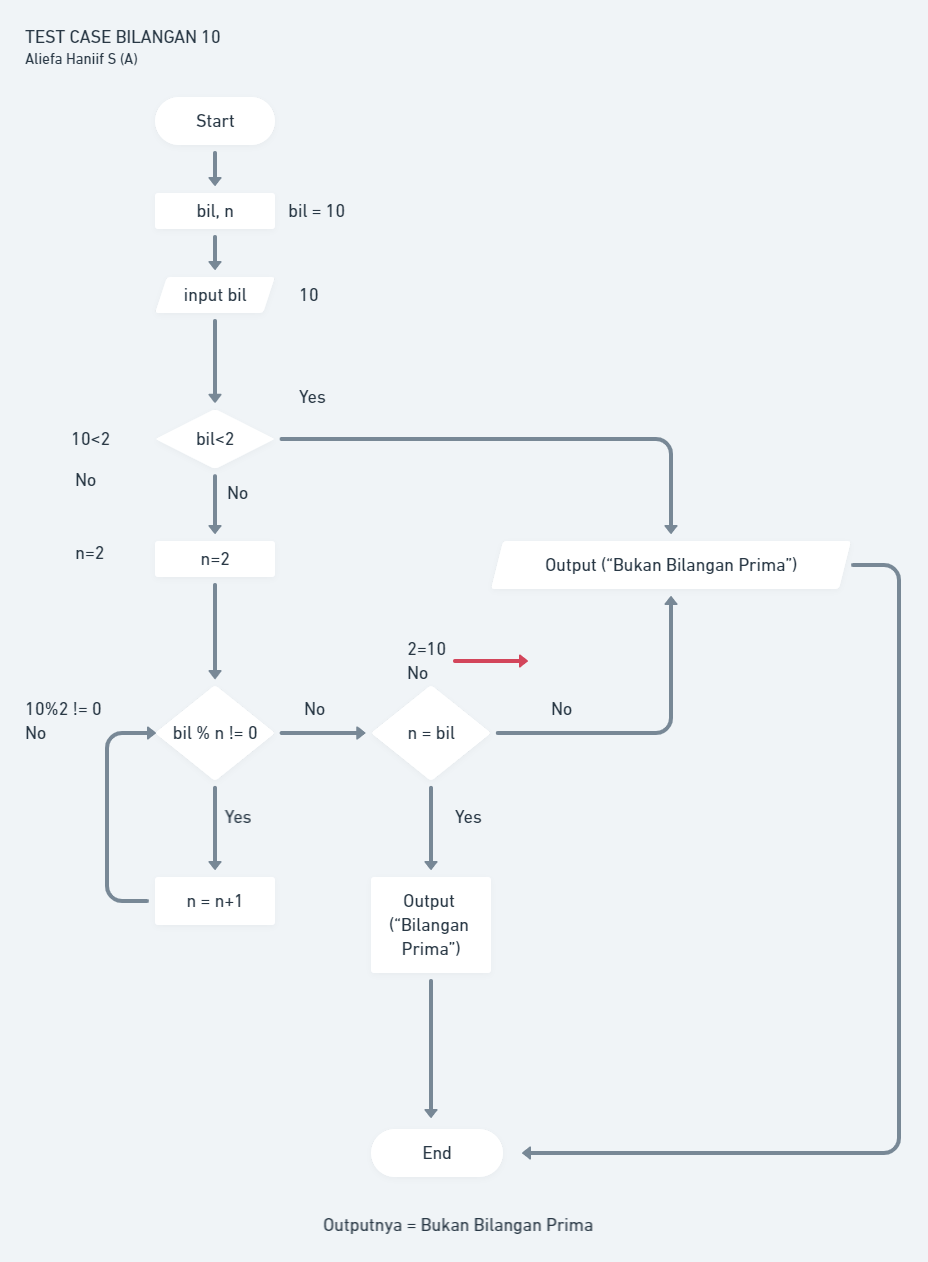 TEST CASE BILANGAN 10
Aliefa Haniif S (A)
Start
bil, n
bil = 10
input bil
10
Yes
10<2
bil<2
No
No
n=2
n=2
Output (“Bukan Bilangan Prima”)
2=10
No
10%2 != 0
No
bil % n != 0
No
n = bil
No
Yes
Yes
n = n+1
Output
(“Bilangan
Prima”)
End
Outputnya = Bukan Bilangan Prima